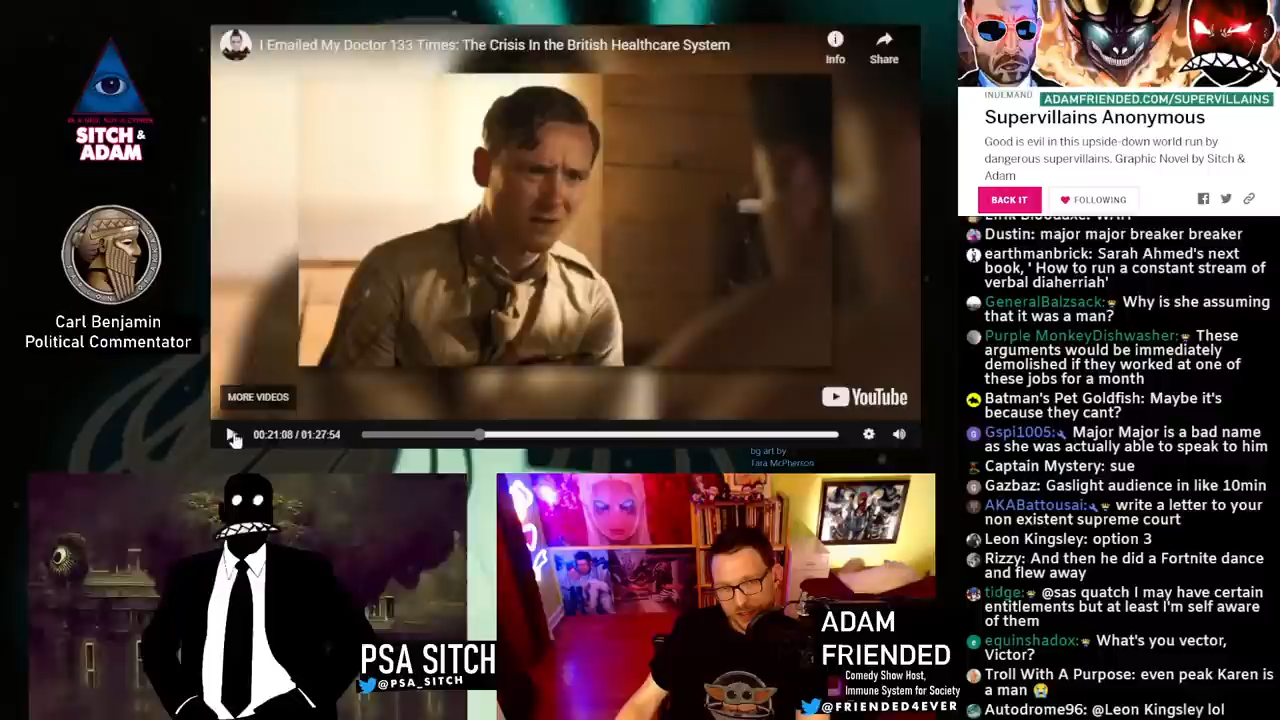 I Emailed My Doctor 133 Times: The Crisis In the British Healthcare System
Info
Share
MORE VIDEOS
YouTube
00:21:08 / 01:27:54
bg art by
Tara McPherson
SITCH &
ADAM
Carl Benjamin
Political Commentator
PSA SITCH
@PSA_SITCH
ADAM
FRIENDED
Comedy Show Host,
Immune System for Society
@FRIENDED4EVER
INDEMAND
ADAMFRIENDED.COM/SUPERVILLAINS
Supervillains Anonymous
Good is evil in this upside-down world run by
dangerous supervillains. Graphic Novel by Sitch &
Adam
BACK IT
FOLLOWING
Dustin: major major breaker breaker
earthmanbrick: Sarah Ahmed's next
book, ' How to run a constant stream of
verbal diaherriah'
GeneralBalzsack: Why is she assuming
that it was a man?
Purple MonkeyDishwasher: These
arguments would be immediately
demolished if they worked at one of
these jobs for a month
Batman's Pet Goldfish: Maybe it's
because they cant?
Gspi1005: Major Major is a bad name
as she was actually able to speak to him
Captain Mystery: sue
Gazbaz: Gaslight audience in like 10min
AKABattousai: write a letter to your
non existent supreme court
Leon Kingsley: option 3
Rizzy: And then he did a Fortnite dance
and flew away
tidge: @sas quatch I may have certain
entitlements but at least I'm self aware
of them
equinshadox: What's you vector,
Victor?
Troll With A Purpose: even peak Karen is
a man 😭
Autodrome96: @Leon Kingsley lol